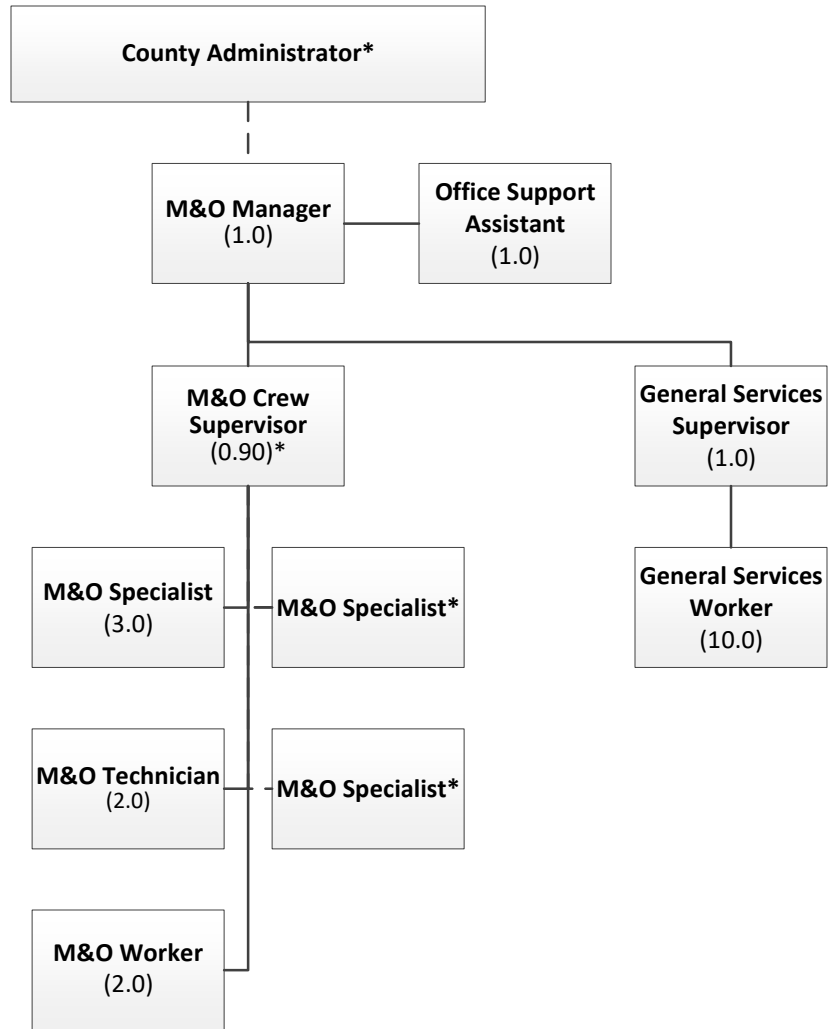 County Administrator*
M&O Manager
(1.0)
Office Support
Assistant
(1.0)
M&O Crew
Supervisor
(0.90)*
General Services
Supervisor
(1.0)
M&O Specialist
(3.0)
M&O Specialist*
General Services
Worker
(10.0)
M&O Technician
(2.0)
M&O Specialist*
M&O Worker
(2.0)